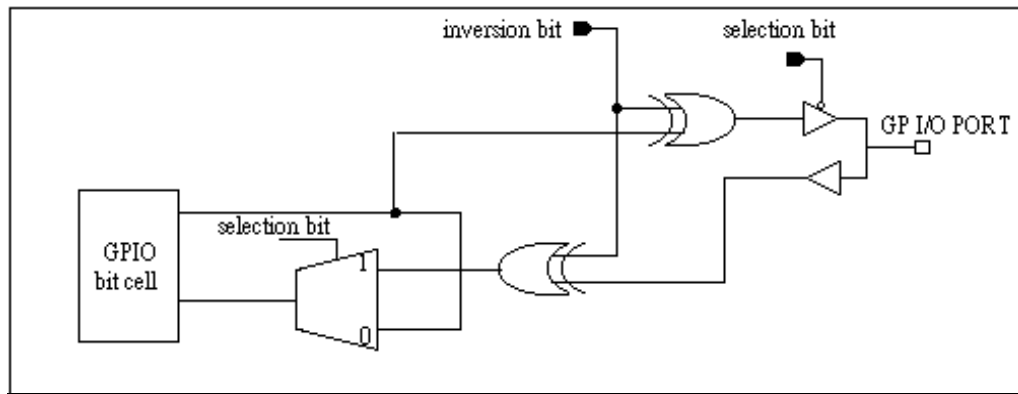 inversion bit
selection bit
GP I/O PORT
selection bit
GPIO
bit cell
1
0